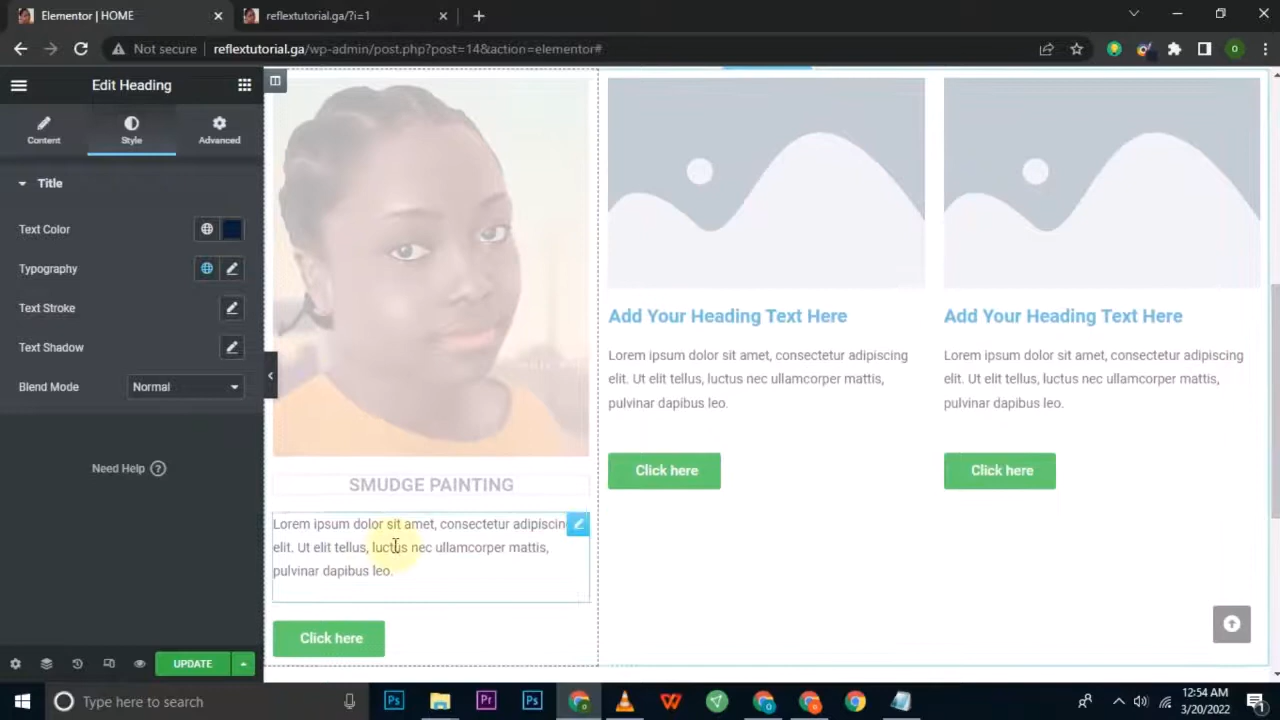 Elementor | HOME
reflextutorial.ga/?i=1
Not secure
reflextutorial.ga/wp-admin/post.php?post=14&action=elementor#
Edit Heading
Content
Style
Advanced
Title
Text Color
Typography
Text Stroke
Text Shadow
Blend Mode
Normal
Need Help ?
UPDATE
SMUDGE PAINTING
Lorem ipsum dolor sit amet, consectetur adipiscin
elit. Ut elit tellus, luctus nec ullamcorper mattis,
pulvinar dapibus leo.
Click here
Add Your Heading Text Here
Lorem ipsum dolor sit amet, consectetur adipiscing
elit. Ut elit tellus, luctus nec ullamcorper mattis,
pulvinar dapibus leo.
Click here
Add Your Heading Text Here
Lorem ipsum dolor sit amet, consectetur adipiscing
elit. Ut elit tellus, luctus nec ullamcorper mattis,
pulvinar dapibus leo.
Click here
Type here to search
12:54 AM
3/20/2022